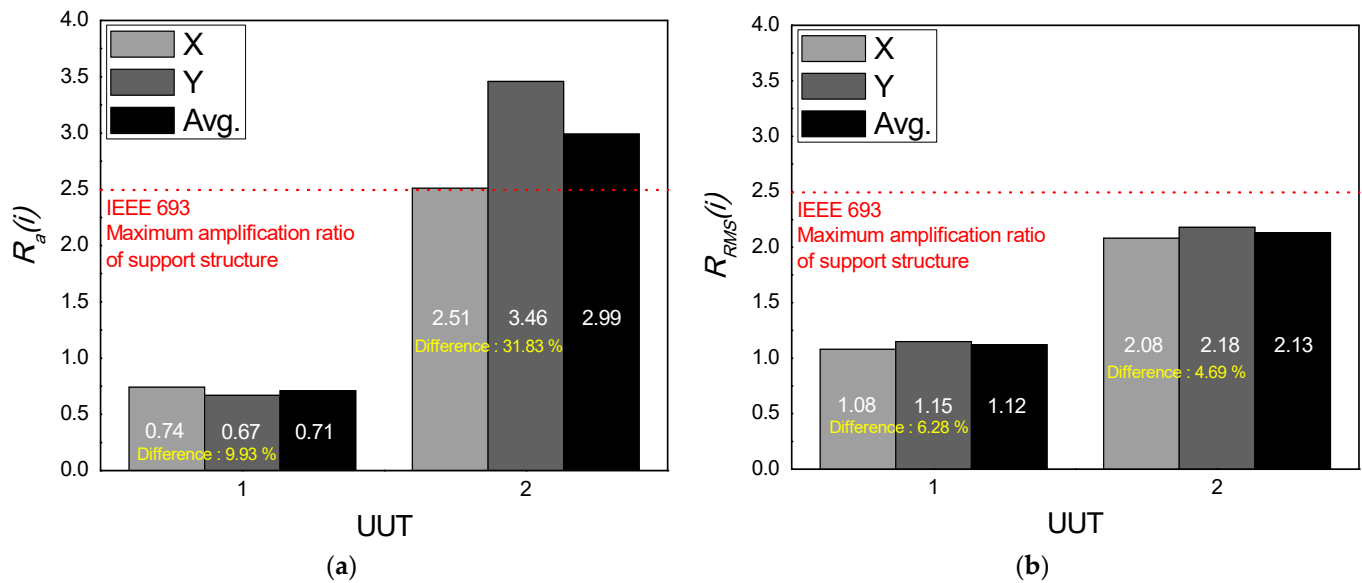 4.0
3.5
3.0
2.5
2.0
1.5
1.0
0.5
0.0
Ra(i)
X
Y
Avg.
IEEE 693
Maximum amplification ratio
of support structure
2.51 3.46 2.99
Difference : 31.83 %
0.74 0.67 0.71
Difference : 9.93 %
1 2
UUT
(a)
4.0
3.5
3.0
2.5
2.0
1.5
1.0
0.5
0.0
RRMS(i)
X
Y
Avg.
IEEE 693
Maximum amplification ratio
of support structure
2.08 2.18 2.13
Difference : 4.69 %
1.08 1.15 1.12
Difference : 6.28 %
1 2
UUT
(b)